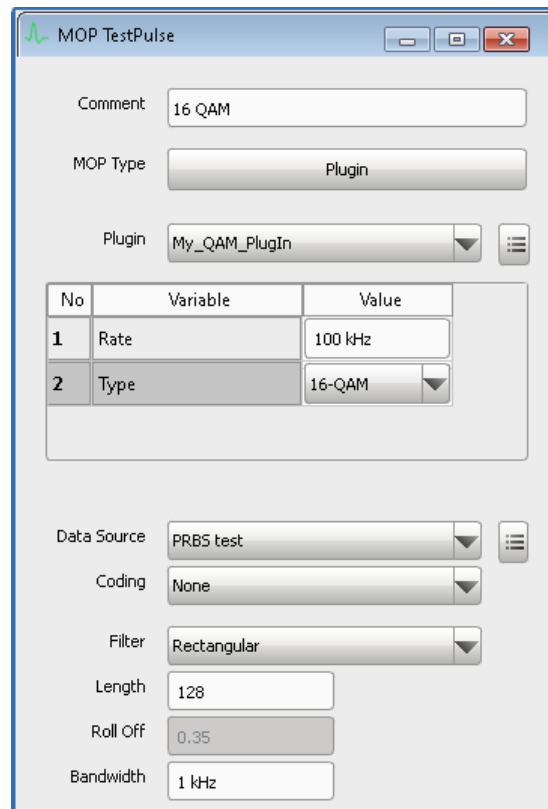 MOP TestPulse
Comment 16 QAM
MOP Type Plugin
Plugin My_QAM_PlugIn
No Variable Value
1 Rate 100 kHz
2 Type 16-QAM
Data Source PRBS test
Coding None
Filter Rectangular
Length 128
Roll Off 0.35
Bandwidth 1 kHz